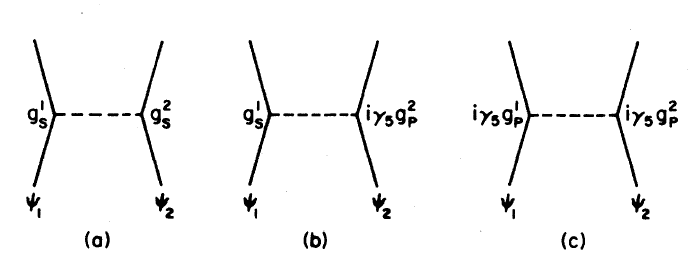 g¹ₛ g²ₛ g¹ₛ iγ₅g²ₚ iγ₅g¹ₚ iγ₅g²ₚ
ψ₁ ψ₂ ψ₁ ψ₂ ψ₁ ψ₂
(a) (b) (c)